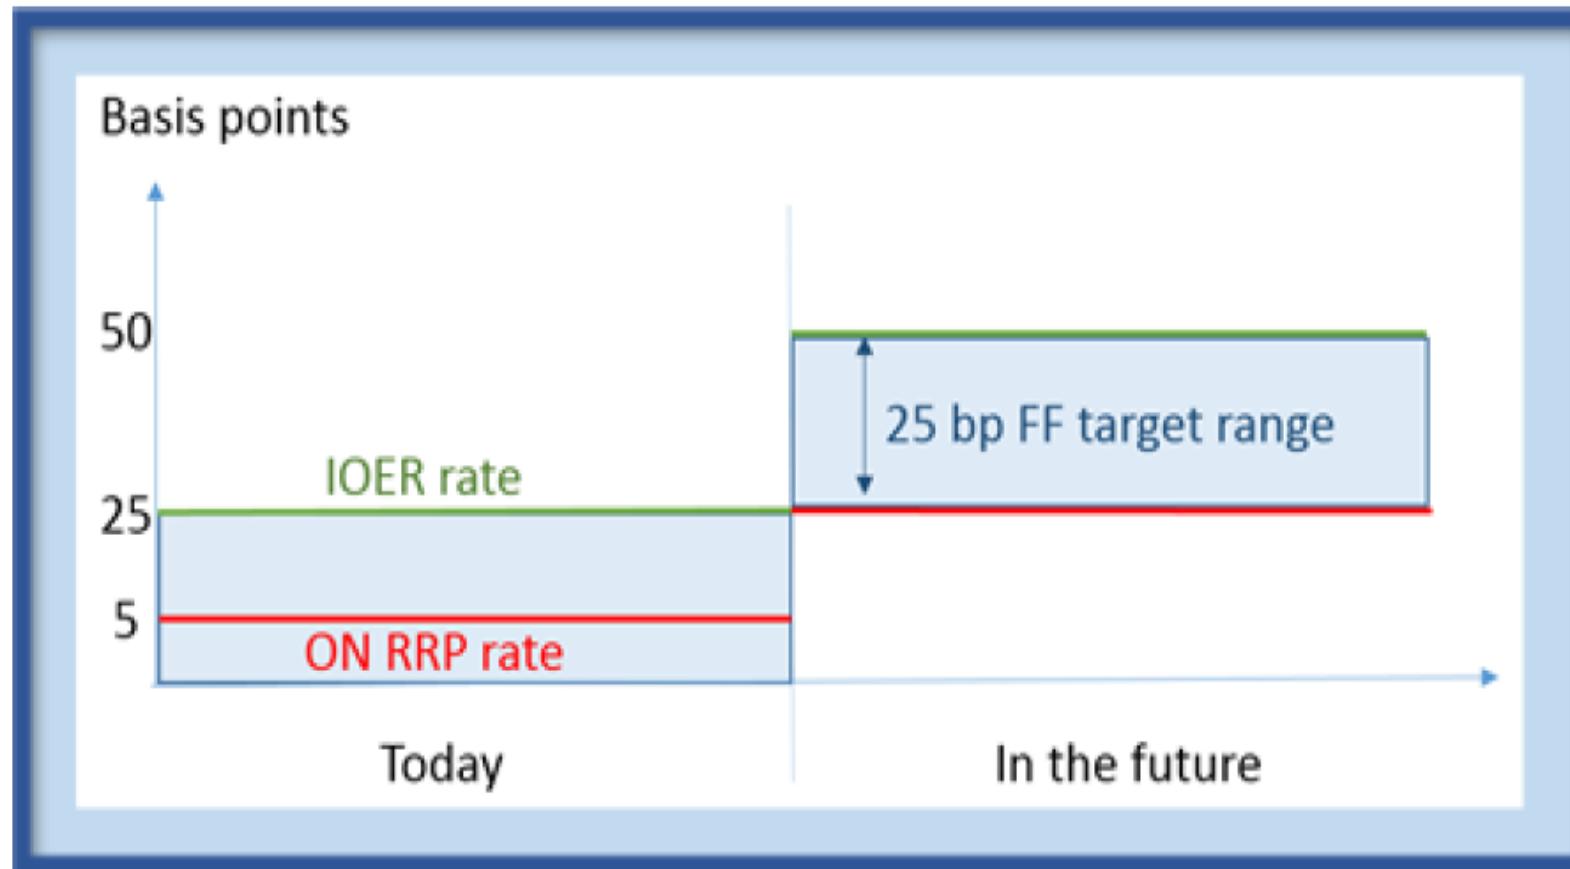 Basis points
50
25 bp FF target range
IOER rate
25
5
ON RRP rate
Today
In the future